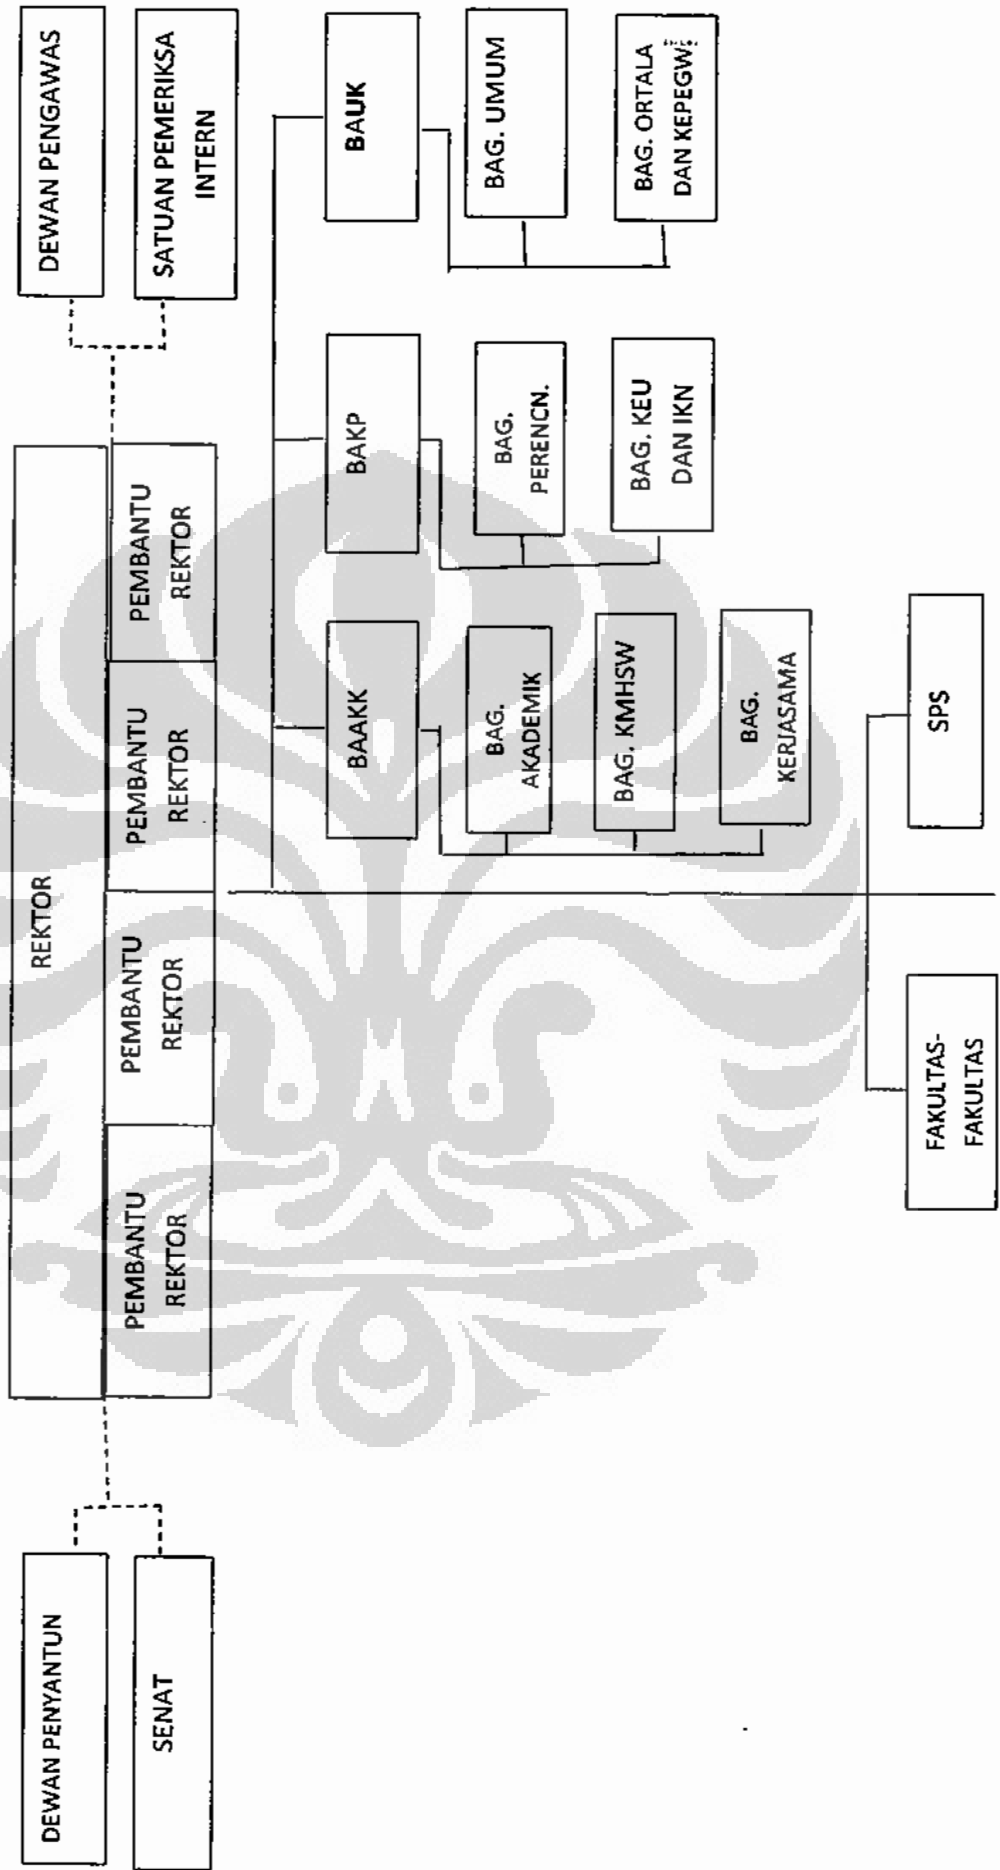 DEWAN PENYANTUN
SENAT
REKTOR
PEMBANTU
REKTOR
PEMBANTU
REKTOR
PEMBANTU
REKTOR
PEMBANTU
REKTOR
DEWAN PENGAWAS
SATUAN PEMERIKSA
INTERN
BAAKK
BAG.
AKADEMIK
BAG. KMHSW
BAG.
KERJASAMA
BAKP
BAG.
PERENCN.
BAG. KEU
DAN IKN
BAUK
BAG. UMUM
BAG. ORTALA
DAN KEPEGW.
FAKULTAS-
FAKULTAS
SPS